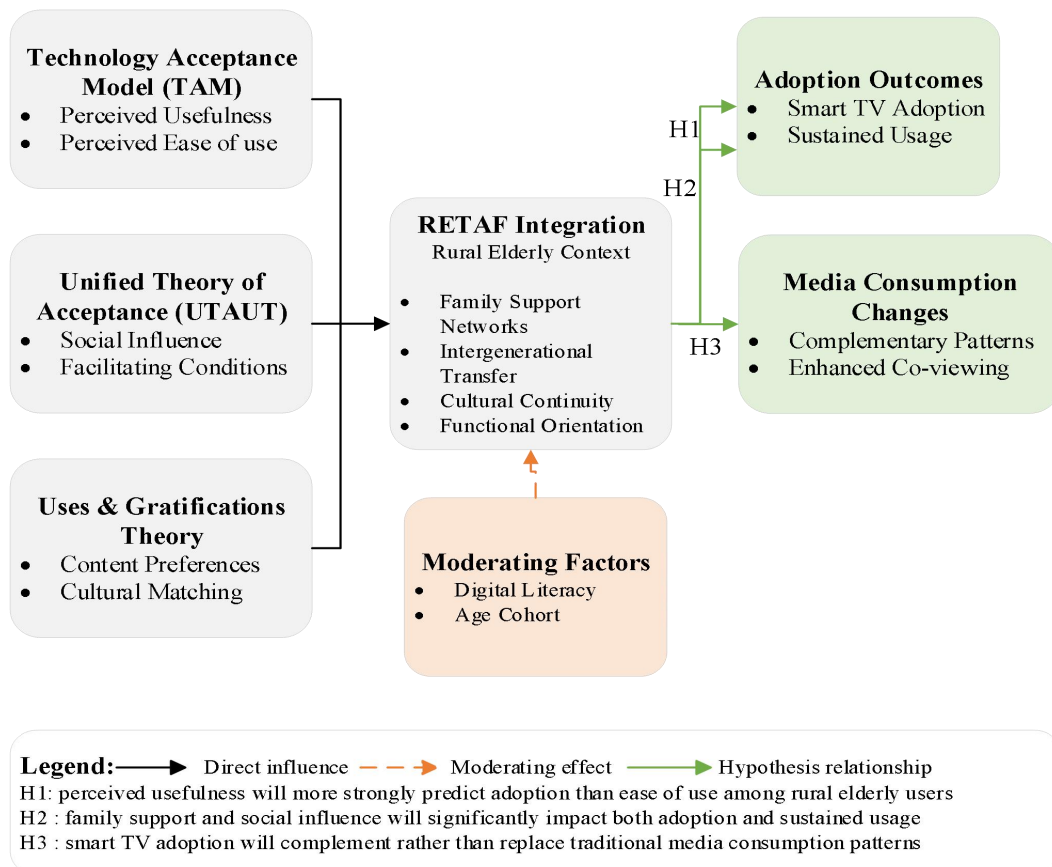 Technology Acceptance
Model (TAM)
• Perceived Usefulness
• Perceived Ease of use
Unified Theory of
Acceptance (UTAUT)
• Social Influence
• Facilitating Conditions
Uses & Gratifications
Theory
• Content Preferences
• Cultural Matching
RETAF Integration
Rural Elderly Context
• Family Support
Networks
• Intergenerational
Transfer
• Cultural Continuity
• Functional Orientation
Moderating Factors
• Digital Literacy
• Age Cohort
H1
H2
H3
Adoption Outcomes
• Smart TV Adoption
• Sustained Usage
Media Consumption
Changes
• Complementary Patterns
• Enhanced Co-viewing
Legend: Direct influence Moderating effect Hypothesis relationship
H1: perceived usefulness will more strongly predict adoption than ease of use among rural elderly users
H2 : family support and social influence will significantly impact both adoption and sustained usage
H3 : smart TV adoption will complement rather than replace traditional media consumption patterns